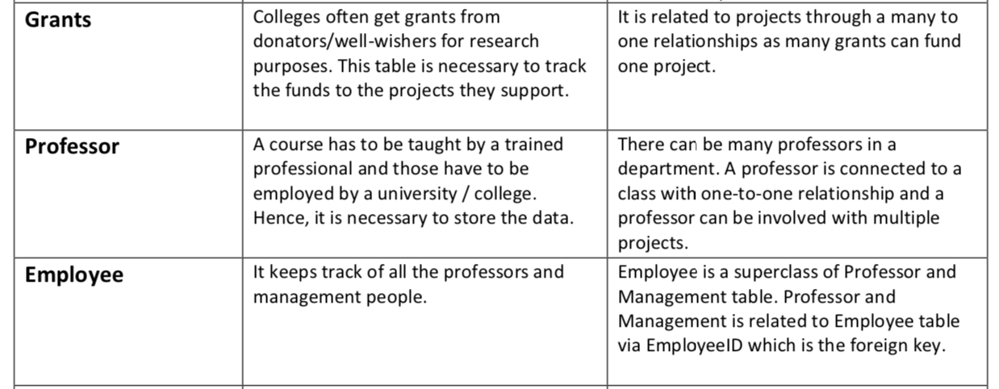 Grants
Colleges often get grants from
donators/well-wishers for research
purposes. This table is necessary to track
the funds to the projects they support.
It is related to projects through a many to
one relationships as many grants can fund
one project.
Professor
A course has to be taught by a trained
professional and those have to be
employed by a university / college.
Hence, it is necessary to store the data.
There can be many professors in a
department. A professor is connected to a
class with one-to-one relationship and a
professor can be involved with multiple
projects.
Employee
It keeps track of all the professors and
management people.
Employee is a superclass of Professor and
Management table. Professor and
Management is related to Employee table
via EmployeeID which is the foreign key.